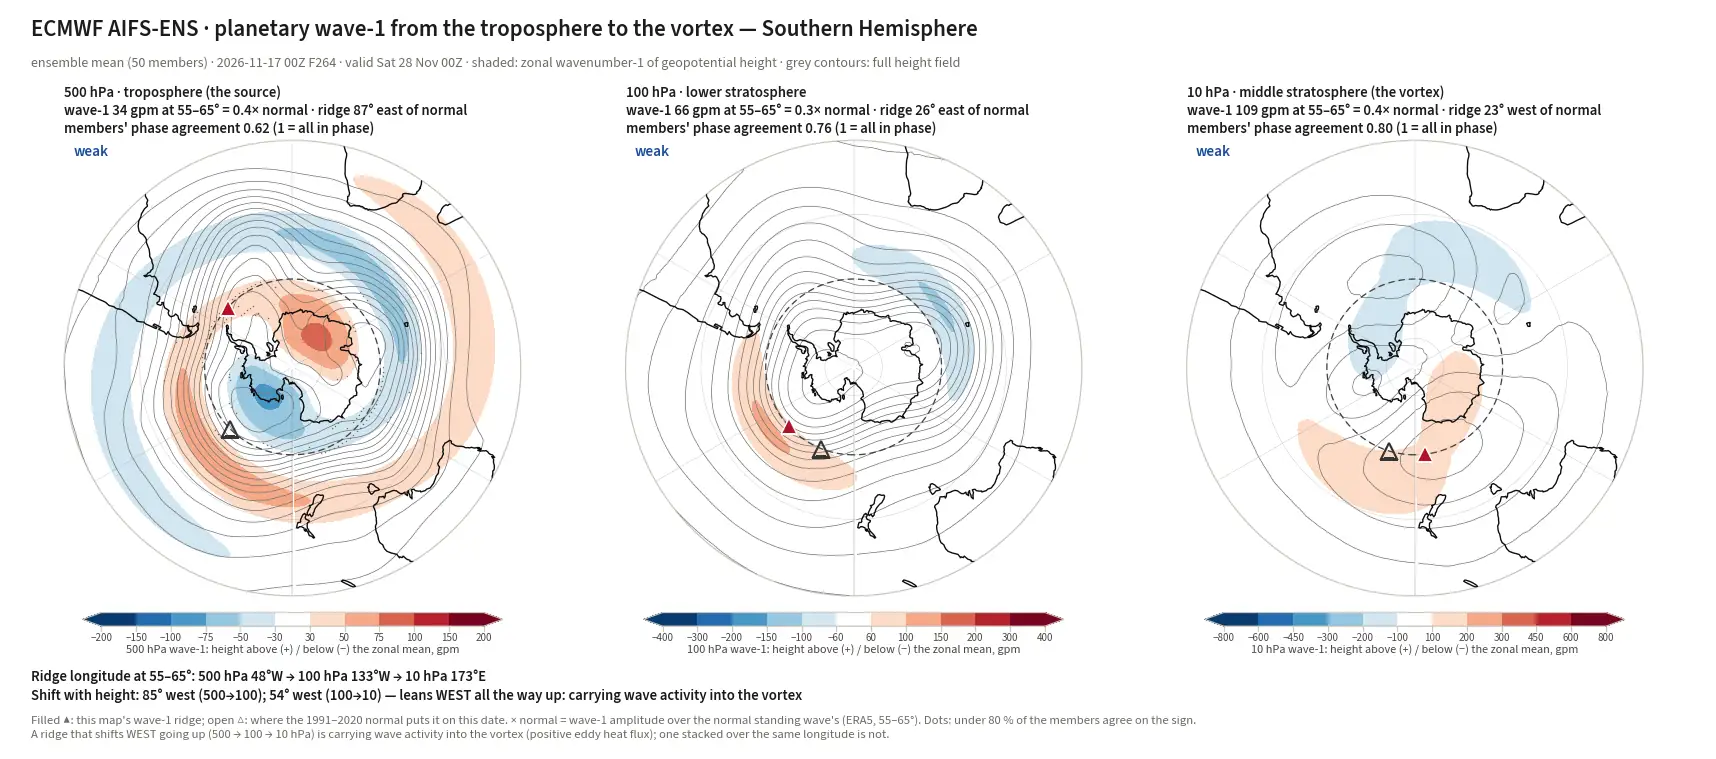 ECMWF AIFS-ENS · planetary wave-1 from the troposphere to the vortex — Southern Hemisphere
ensemble mean (50 members) · 2026-11-17 00Z F264 · valid Sat 28 Nov 00Z · shaded: zonal wavenumber-1 of geopotential height · grey contours: full height field
500 hPa · troposphere (the source)
wave-1 34 gpm at 55–65° = 0.4× normal · ridge 87° east of normal
members' phase agreement 0.62 (1 = all in phase)
weak
100 hPa · lower stratosphere
wave-1 66 gpm at 55–65° = 0.3× normal · ridge 26° east of normal
members' phase agreement 0.76 (1 = all in phase)
weak
10 hPa · middle stratosphere (the vortex)
wave-1 109 gpm at 55–65° = 0.4× normal · ridge 23° west of normal
members' phase agreement 0.80 (1 = all in phase)
weak
−200 −150 −100 −75 −50 −30 30 50 75 100 150 200
500 hPa wave-1: height above (+) / below (−) the zonal mean, gpm
−400 −300 −200 −150 −100 −60 60 100 150 200 300 400
100 hPa wave-1: height above (+) / below (−) the zonal mean, gpm
−800 −600 −450 −300 −200 −100 100 200 300 450 600 800
10 hPa wave-1: height above (+) / below (−) the zonal mean, gpm
Ridge longitude at 55–65°: 500 hPa 48°W → 100 hPa 133°W → 10 hPa 173°E
Shift with height: 85° west (500→100); 54° west (100→10) — leans WEST all the way up: carrying wave activity into the vortex
Filled ▲: this map's wave-1 ridge; open △: where the 1991–2020 normal puts it on this date. × normal = wave-1 amplitude over the normal standing wave's (ERA5, 55–65°). Dots: under 80 % of the members agree on the sign.
A ridge that shifts WEST going up (500 → 100 → 10 hPa) is carrying wave activity into the vortex (positive eddy heat flux); one stacked over the same longitude is not.